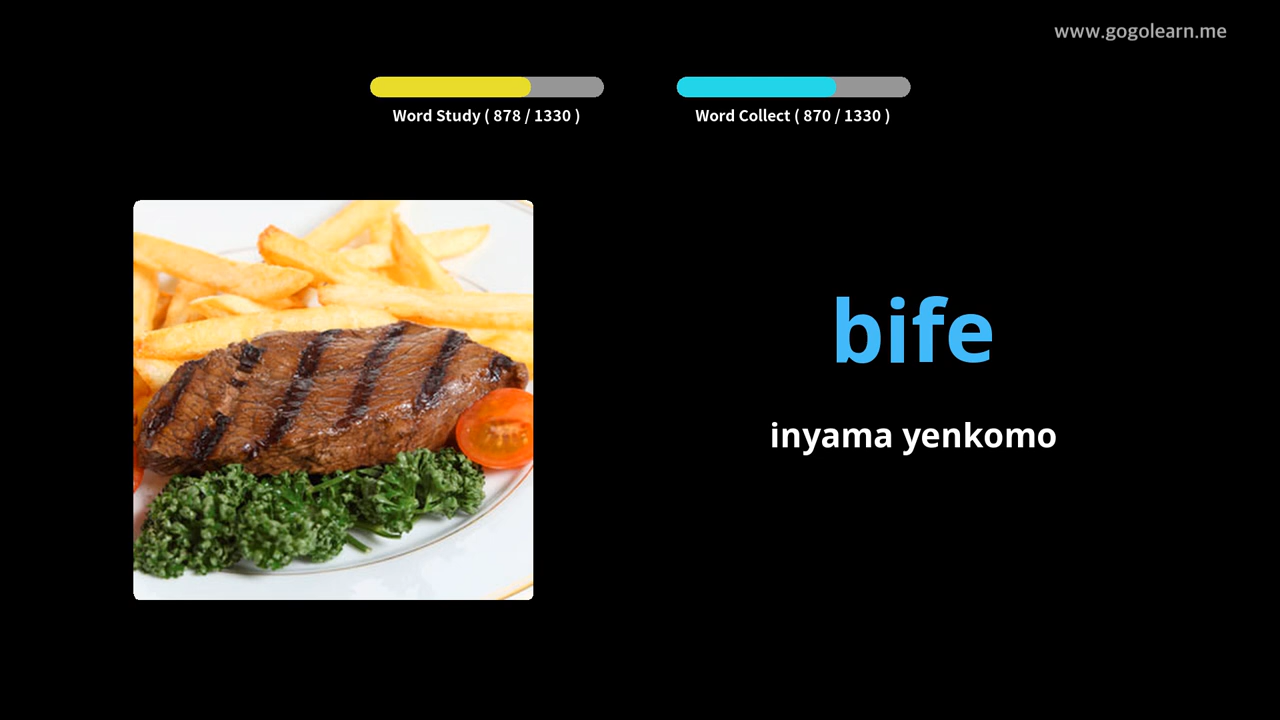 www.gogolearn.me
Word Study ( 878 / 1330 )
Word Collect ( 870 / 1330 )
bife
inyama yenkomo